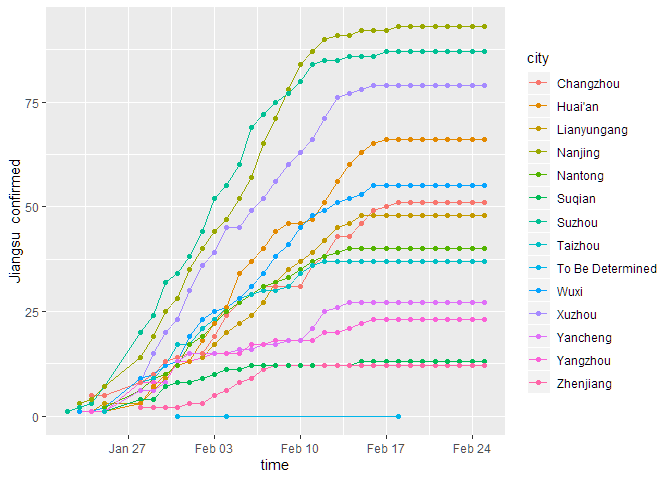 Jiangsu confirmed
75
50
25
0
Jan 27
Feb 03
Feb 10
Feb 17
Feb 24
time
city
Changzhou
Huai'an
Lianyungang
Nanjing
Nantong
Suqian
Suzhou
Taizhou
To Be Determined
Wuxi
Xuzhou
Yancheng
Yangzhou
Zhenjiang